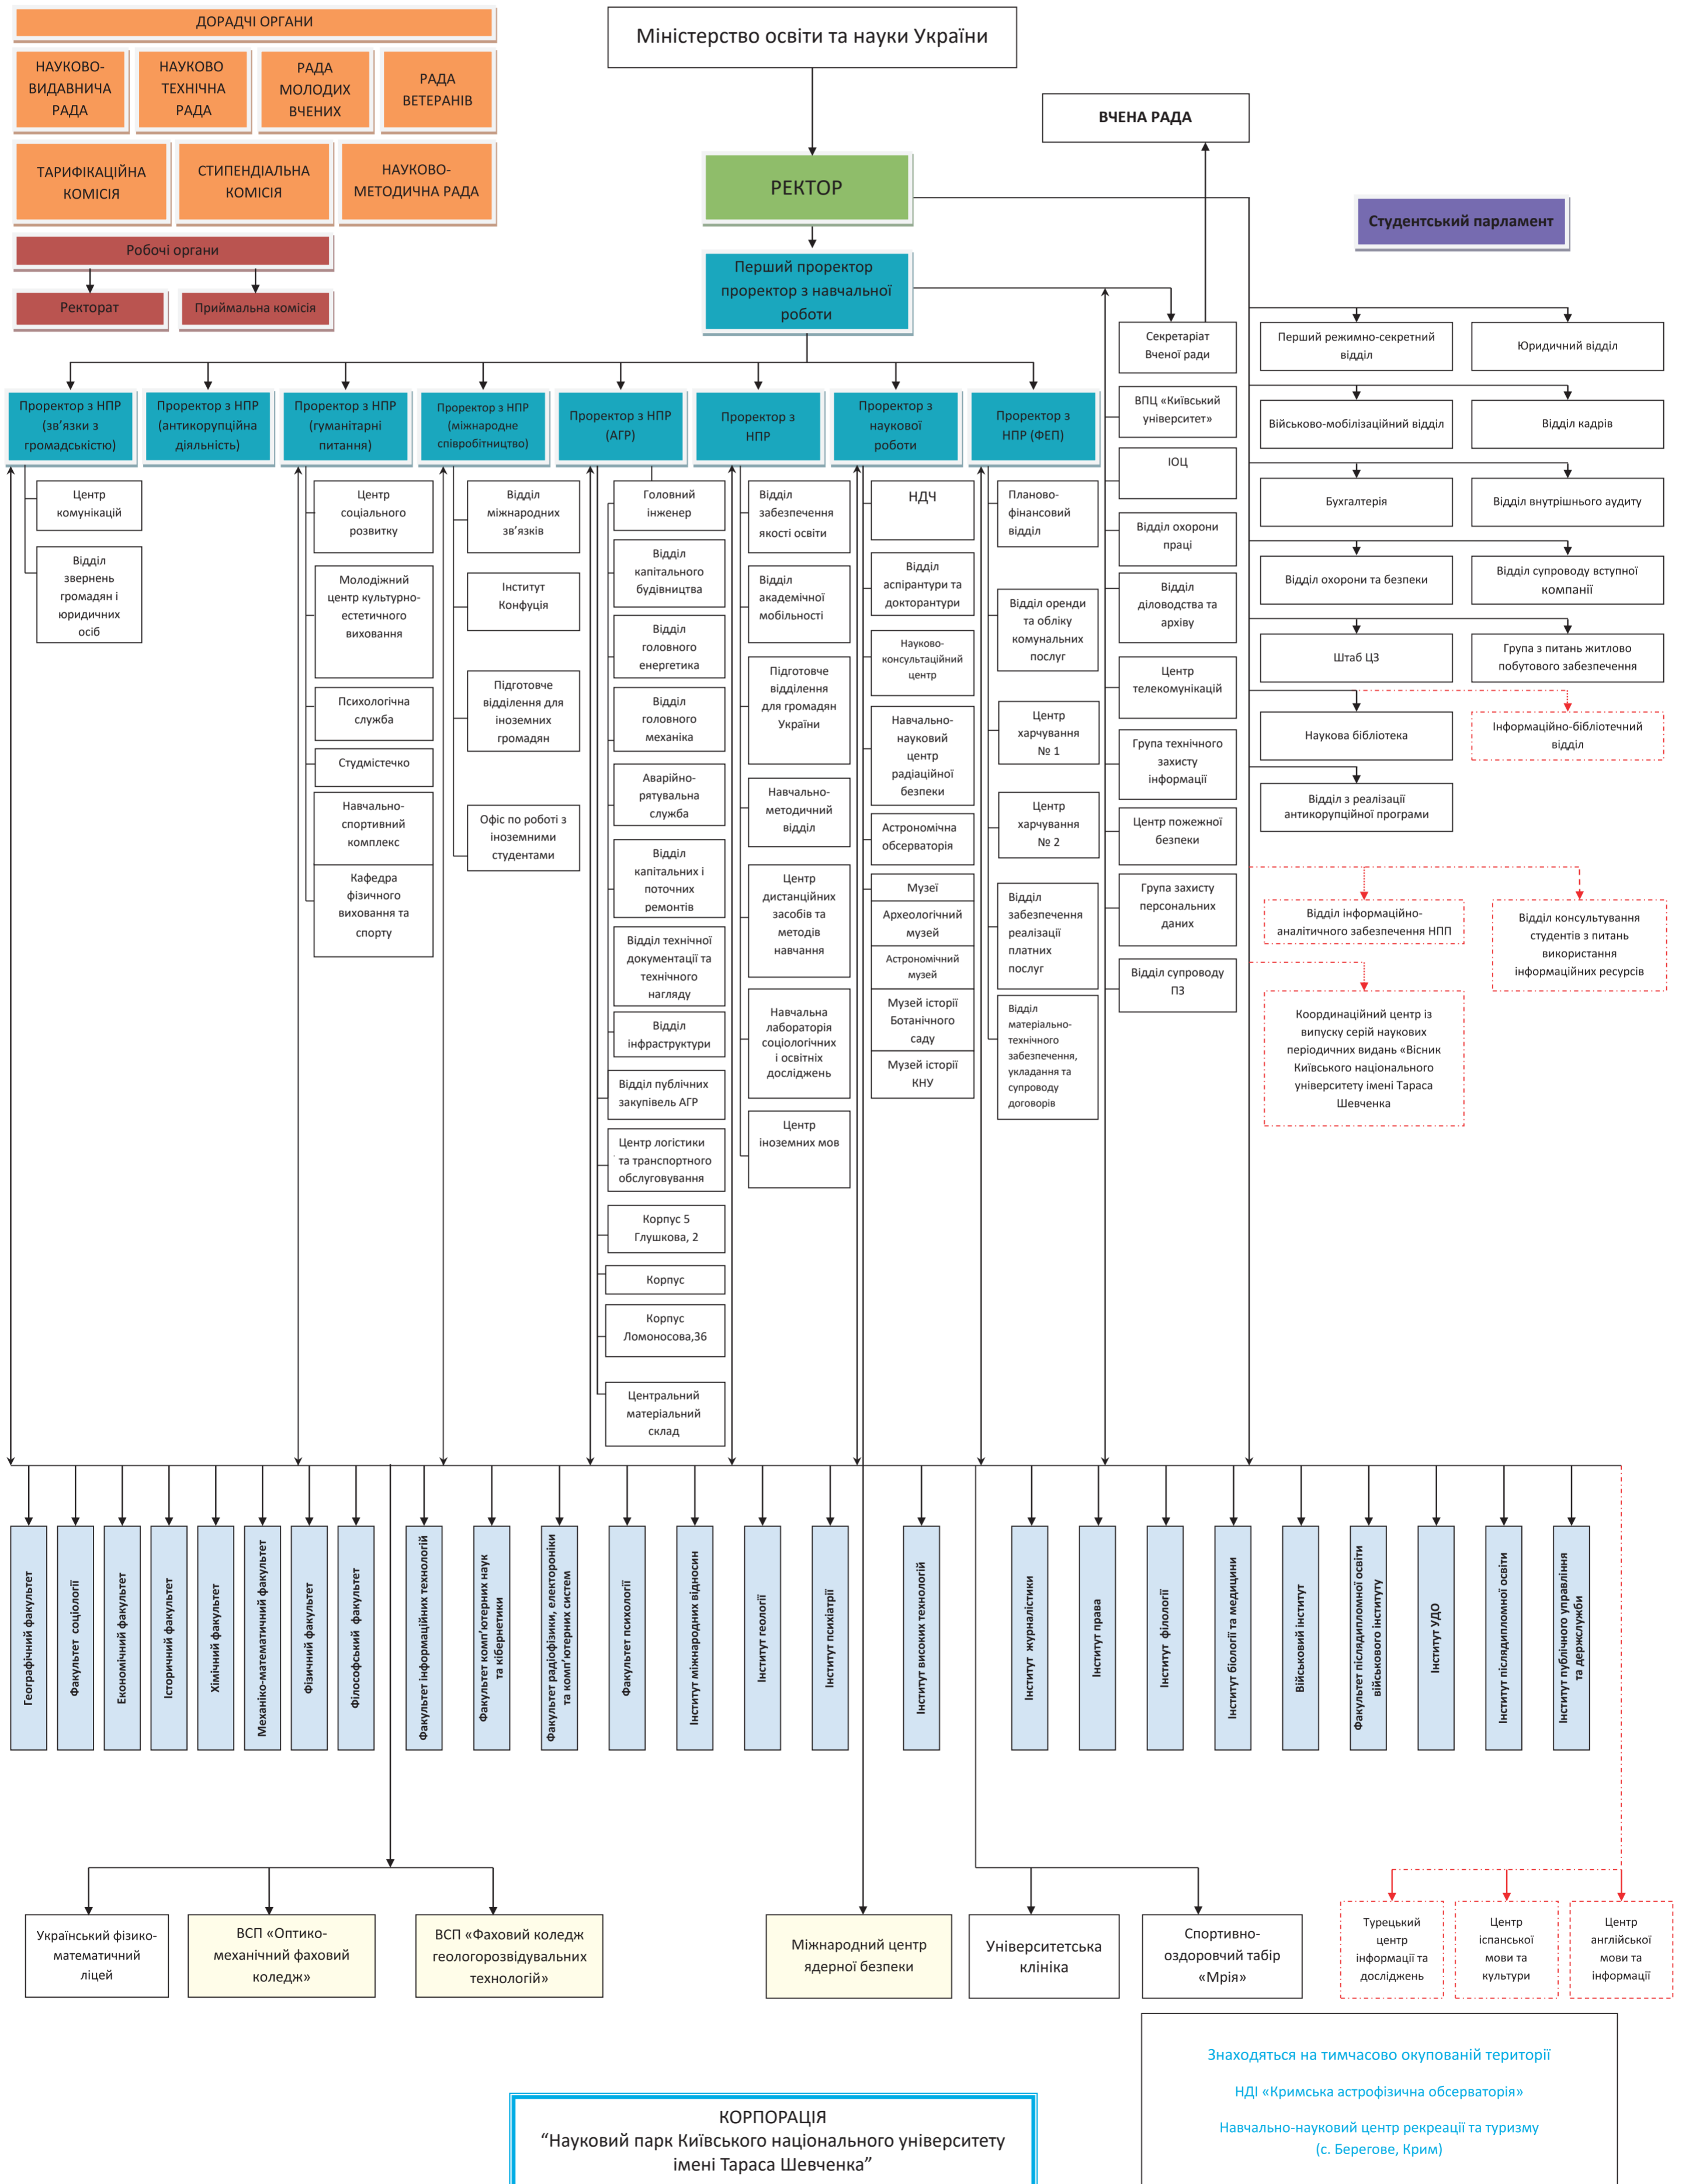 ДОРАДЧІ ОРГАНИ
НАУКОВО-
ВИДАВНИЧА
РАДА
НАУКОВО
ТЕХНІЧНА
РАДА
РАДА
МОЛОДИХ
ВЧЕНИХ
РАДА
ВЕТЕРАНІВ
ТАРИФІКАЦІЙНА
КОМІСІЯ
СТИПЕНДІАЛЬНА
КОМІСІЯ
НАУКОВО-
МЕТОДИЧНА РАДА
Робочі органи
Ректорат
Приймальна комісія
Міністерство освіти та науки України
ВЧЕНА РАДА
РЕКТОР
Студентський парламент
Перший проректор
проректор з навчальної
роботи
Проректор з НПР
(зв’язки з
громадськістю)
Проректор з НПР
(антикорупційна
діяльність)
Проректор з НПР
(гуманітарні
питання)
Проректор з НПР
(міжнародне
співробітництво)
Проректор з НПР
(АГР)
Проректор з
НПР
Проректор з
наукової
роботи
Проректор з
НПР (ФЕП)
Центр
комунікацій
Відділ
звернень
громадян і
юридичних
осіб
Центр
соціального
розвитку
Молодіжний
центр культурно-
естетичного
виховання
Психологічна
служба
Студмістечко
Навчально-
спортивний
комплекс
Кафедра
фізичного
виховання та
спорту
Відділ
міжнародних
зв’язків
Інститут
Конфуція
Підготовче
відділення для
іноземних
громадян
Офіс по роботі з
іноземними
студентами
Головний
інженер
Відділ
капітального
будівництва
Відділ
головного
енергетика
Відділ
головного
механіка
Аварійно-
рятувальна
служба
Відділ
капітальних і
поточних
ремонтів
Відділ технічної
документації та
технічного
нагляду
Відділ
інфраструктури
Відділ публічних
закупівель АГР
Центр логістики
та транспортного
обслуговування
Корпус 5
Глушкова, 2
Корпус
Корпус
Ломоносова,36
Центральний
матеріальний
склад
Відділ
забезпечення
якості освіти
Відділ
академічної
мобільності
Підготовче
відділення
для громадян
України
Навчально-
методичний
відділ
Центр
дистанційних
засобів та
методів
навчання
Навчальна
лабораторія
соціологічних
і освітніх
досліджень
Центр
іноземних мов
НДЧ
Відділ
аспірантури та
докторантури
Науково-
консультаційний
центр
Навчально-
науковий
центр
радіаційної
безпеки
Астрономічна
обсерваторія
Музеї
Археологічний
музей
Астрономічний
музей
Музей історії
Ботанічного
саду
Музей історії
КНУ
Планово-
фінансовий
відділ
Відділ оренди
та обліку
комунальних
послуг
Центр
харчування
№ 1
Центр
харчування
№ 2
Відділ
забезпечення
реалізації
платних
послуг
Відділ
матеріально-
технічного
забезпечення,
укладання та
супроводу
договорів
Секретаріат
Вченої ради
ВПЦ «Київський
університет»
ІОЦ
Відділ охорони
праці
Відділ
діловодства та
архіву
Центр
телекомунікацій
Група технічного
захисту
інформації
Центр пожежної
безпеки
Група захисту
персональних
даних
Відділ супроводу
ПЗ
Перший режимно-секретний
відділ
Юридичний відділ
Військово-мобілізаційний відділ
Відділ кадрів
Бухгалтерія
Відділ внутрішнього аудиту
Відділ охорони та безпеки
Відділ супроводу вступної
компанії
Штаб ЦЗ
Група з питань житлово
побутового забезпечення
Наукова бібліотека
Інформаційно-бібліотечний
відділ
Відділ з реалізації
антикорупційної програми
Відділ інформаційно-
аналітичного забезпечення НПП
Відділ консультування
студентів з питань
використання
інформаційних ресурсів
Координаційний центр із
випуску серій наукових
періодичних видань «Вісник
Київського національного
університету імені Тараса
Шевченка
Географічний факультет
Факультет соціології
Економічний факультет
Історичний факультет
Хімічний факультет
Механіко-математичний факультет
Фізичний факультет
Філософський факультет
Факультет інформаційних технологій
Факультет комп’ютерних наук
та кібернетики
Факультет радіофізики, електороніки
та комп’ютерних систем
Факультет психології
Інститут міжнародних відносин
Інститут геології
Інститут психіатрії
Інститут високих технологій
Інститут журналістики
Інститут права
Інститут філології
Інститут біології та медицини
Військовий інститут
Факультет післядипломної освіти
військового інституту
Інститут УДО
Інститут післядипломної освіти
Інститут публічного управління
та держслужби
Український фізико-
математичний
ліцей
ВСП «Оптико-
механічний фаховий
коледж»
ВСП «Фаховий коледж
геологорозвідувальних
технологій»
Міжнародний центр
ядерної безпеки
Університетська
клініка
Спортивно-
оздоровчий табір
«Мрія»
Турецький
центр
інформації та
досліджень
Центр
іспанської
мови та
культури
Центр
англійської
мови та
інформації
КОРПОРАЦІЯ
“Науковий парк Київського національного університету
імені Тараса Шевченка”
Знаходяться на тимчасово окупованій території
НДІ «Кримська астрофізична обсерваторія»
Навчально-науковий центр рекреації та туризму
(с. Берегове, Крим)